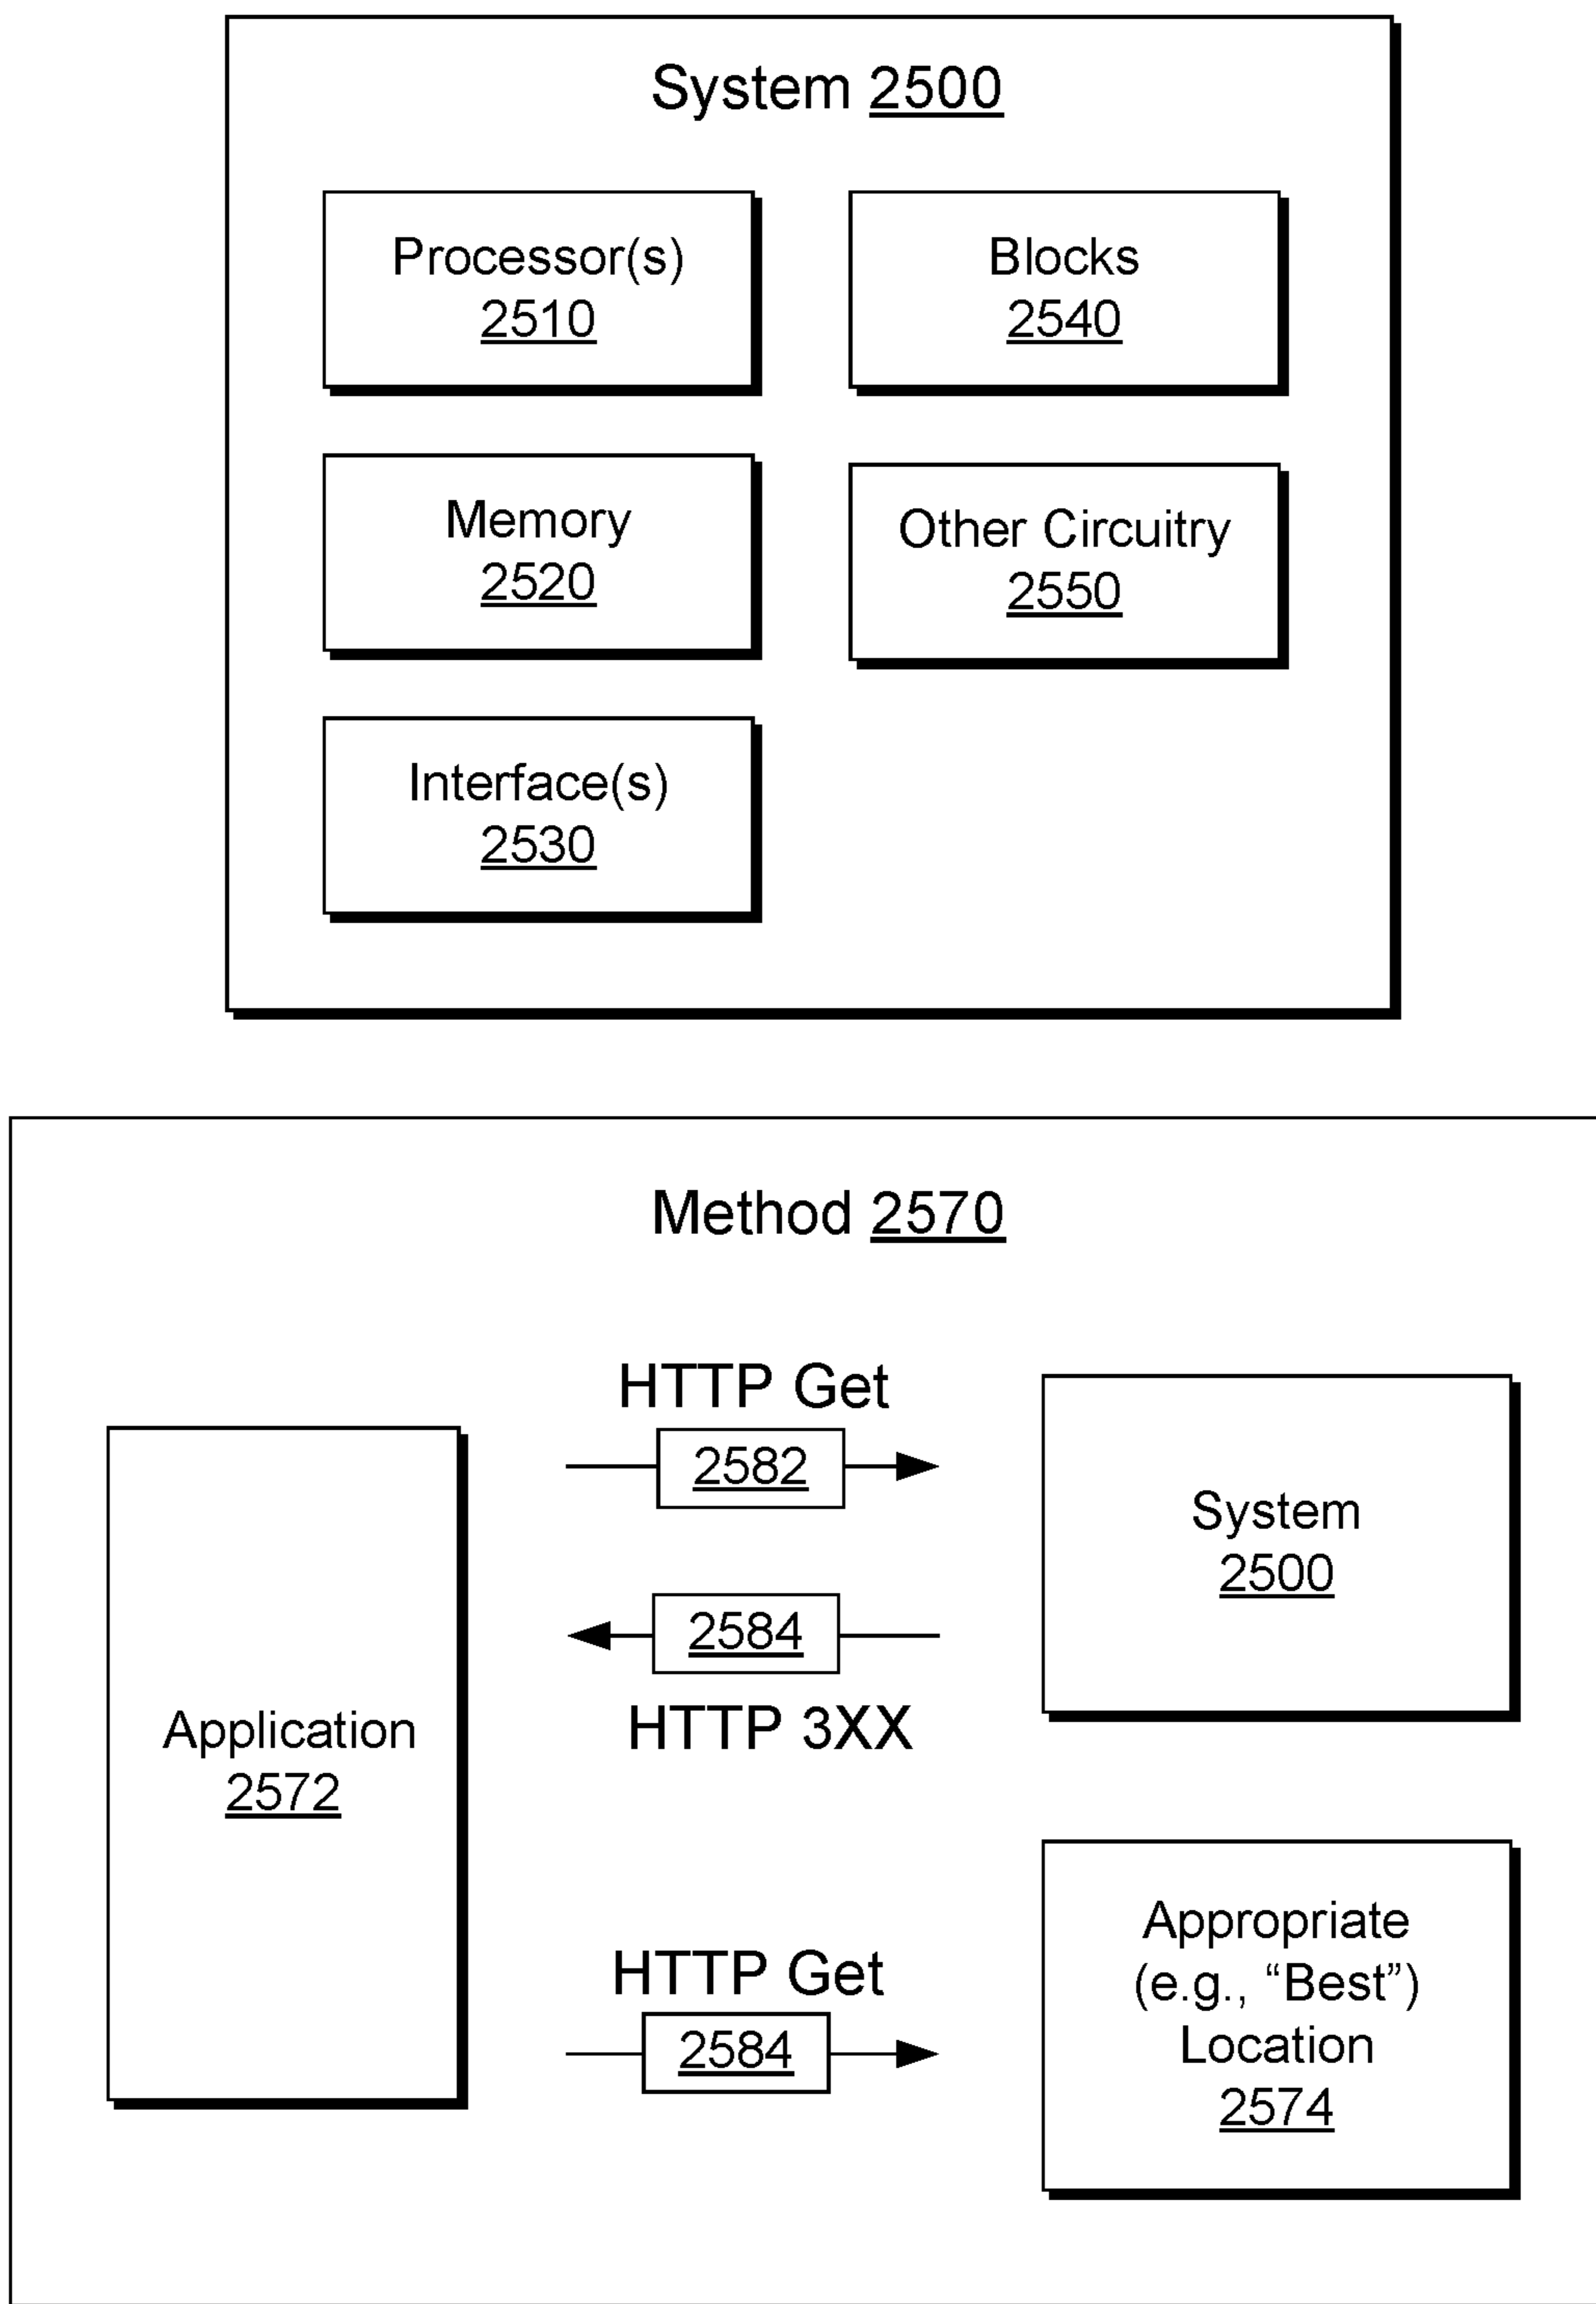 System 2500
Processor(s)
2510
Blocks
2540
Memory
2520
Other Circuitry
2550
Interface(s)
2530
Method 2570
HTTP Get
2582
System
2500
2584
HTTP 3XX
Application
2572
HTTP Get
2584
Appropriate
(e.g., “Best”)
Location
2574